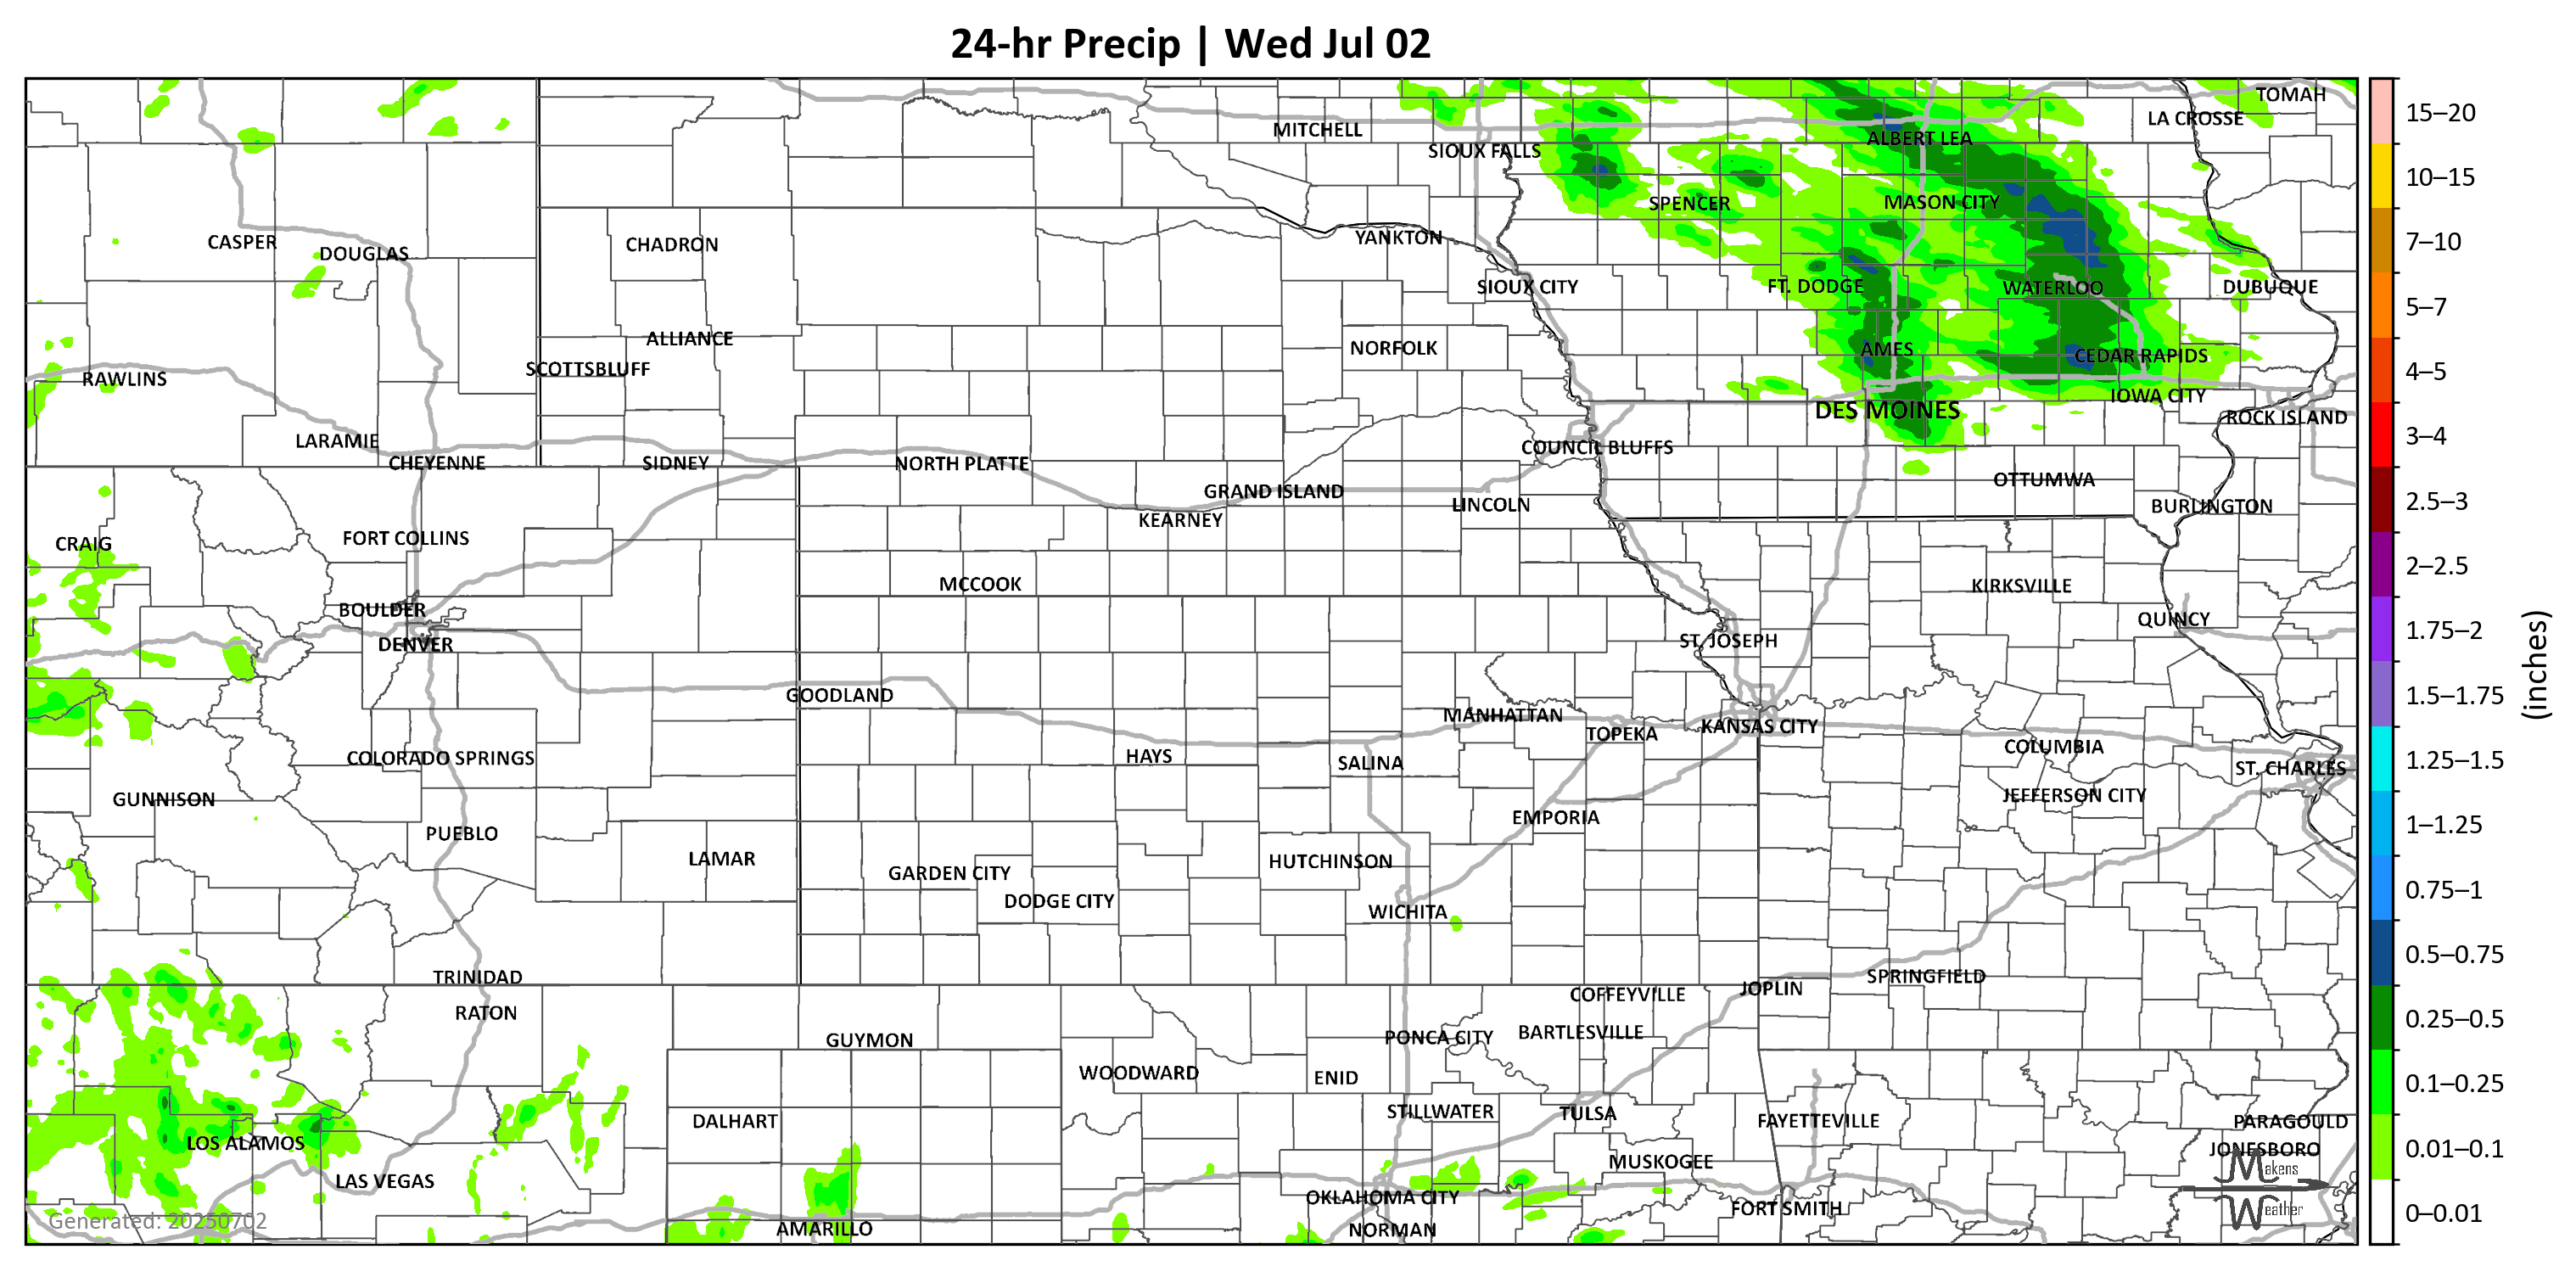 24-hr Precip | Wed Jul 02
TOMAH
LA CROSSE
MITCHELL
ALBERT LEA
SIOUX FALLS
SPENCER
MASON CITY
YANKTON
CASPER
CHADRON
DOUGLAS
SIOUX CITY
FT. DODGE
WATERLOO
DUBUQUE
ALLIANCE
NORFOLK
AMES
CEDAR RAPIDS
SCOTTSBLUFF
RAWLINS
IOWA CITY
DES MOINES
ROCK ISLAND
LARAMIE
COUNCIL BLUFFS
CHEYENNE
SIDNEY
NORTH PLATTE
OTTUMWA
GRAND ISLAND
LINCOLN
BURLINGTON
KEARNEY
FORT COLLINS
CRAIG
MCCOOK
KIRKSVILLE
BOULDER
QUINCY
DENVER
ST. JOSEPH
GOODLAND
MANHATTAN
KANSAS CITY
TOPEKA
COLUMBIA
COLORADO SPRINGS
HAYS
SALINA
ST. CHARLES
GUNNISON
JEFFERSON CITY
EMPORIA
PUEBLO
LAMAR
HUTCHINSON
GARDEN CITY
DODGE CITY
WICHITA
TRINIDAD
SPRINGFIELD
JOPLIN
COFFEYVILLE
RATON
BARTLESVILLE
PONCA CITY
GUYMON
WOODWARD
ENID
STILLWATER
TULSA
DALHART
FAYETTEVILLE
PARAGOULD
LOS ALAMOS
JONESBORO
MUSKOGEE
LAS VEGAS
OKLAHOMA CITY
FORT SMITH
AMARILLO
NORMAN
Generated: 20250702
Makens
Weather
15–20
10–15
7–10
5–7
4–5
3–4
2.5–3
2–2.5
1.75–2
1.5–1.75
1.25–1.5
1–1.25
0.75–1
0.5–0.75
0.25–0.5
0.1–0.25
0.01–0.1
0–0.01
(inches)